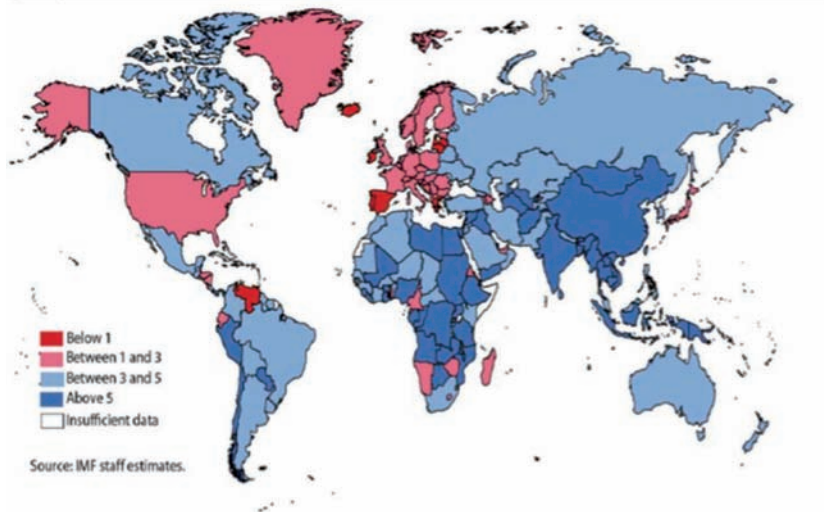 Below 1
Between 1 and 3
Between 3 and 5
Above 5
Insufficient data
Source: IMF staff estimates.